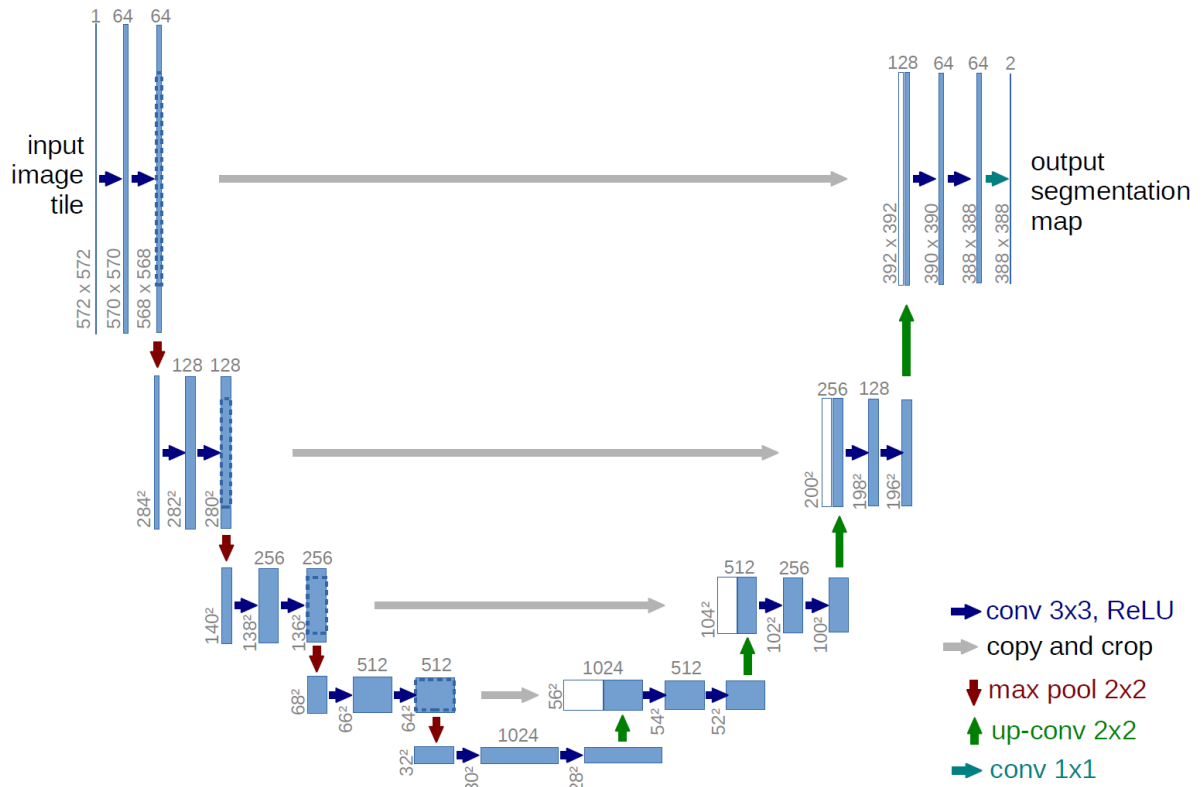 1 64 64
128 64 64 2
input
image
tile
output
segmentation
map
572 x 572
570 x 570
568 x 568
392 x 392
390 x 390
388 x 388
388 x 388
128 128
256 128
284²
282²
280²
200²
198²
196²
256 256
512 256
140²
138²
136²
104²
102²
100²
conv 3x3, ReLU
copy and crop
512 512
1024 512
68²
66²
64²
56²
54²
52²
max pool 2x2
up-conv 2x2
1024
32²
30²
28²
conv 1x1